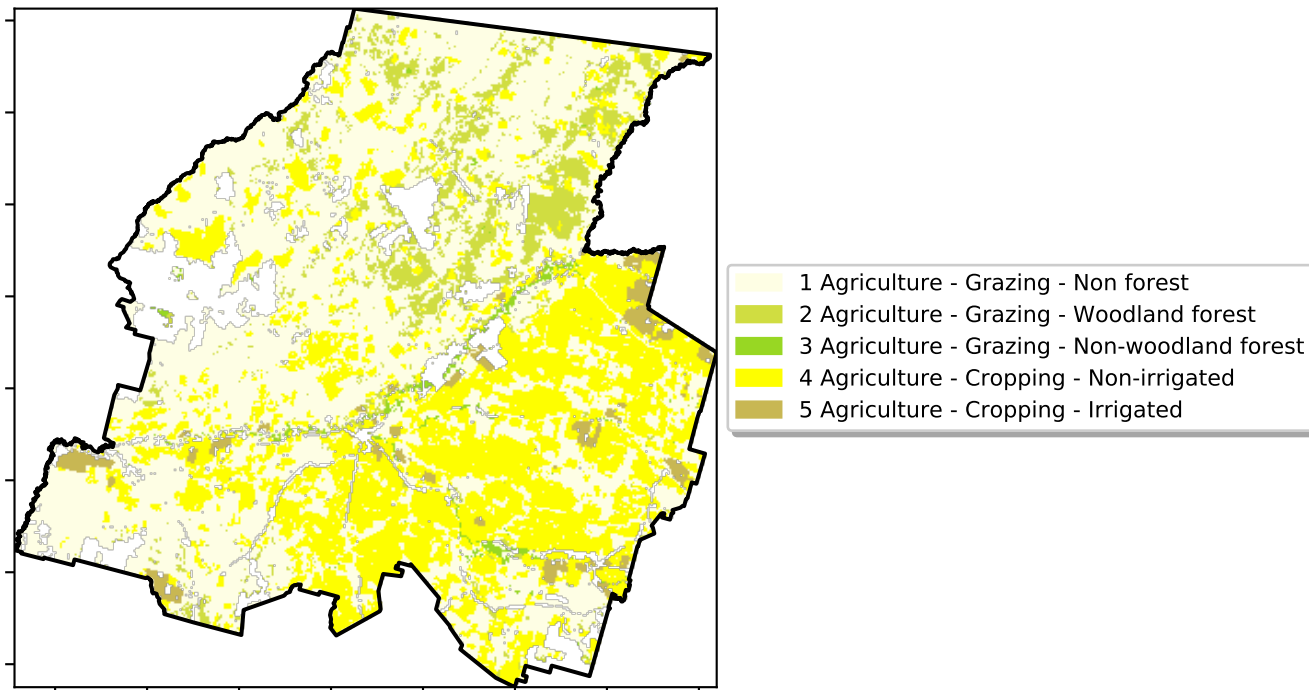 1 Agriculture - Grazing - Non forest
2 Agriculture - Grazing - Woodland forest
3 Agriculture - Grazing - Non-woodland forest
4 Agriculture - Cropping - Non-irrigated
5 Agriculture - Cropping - Irrigated